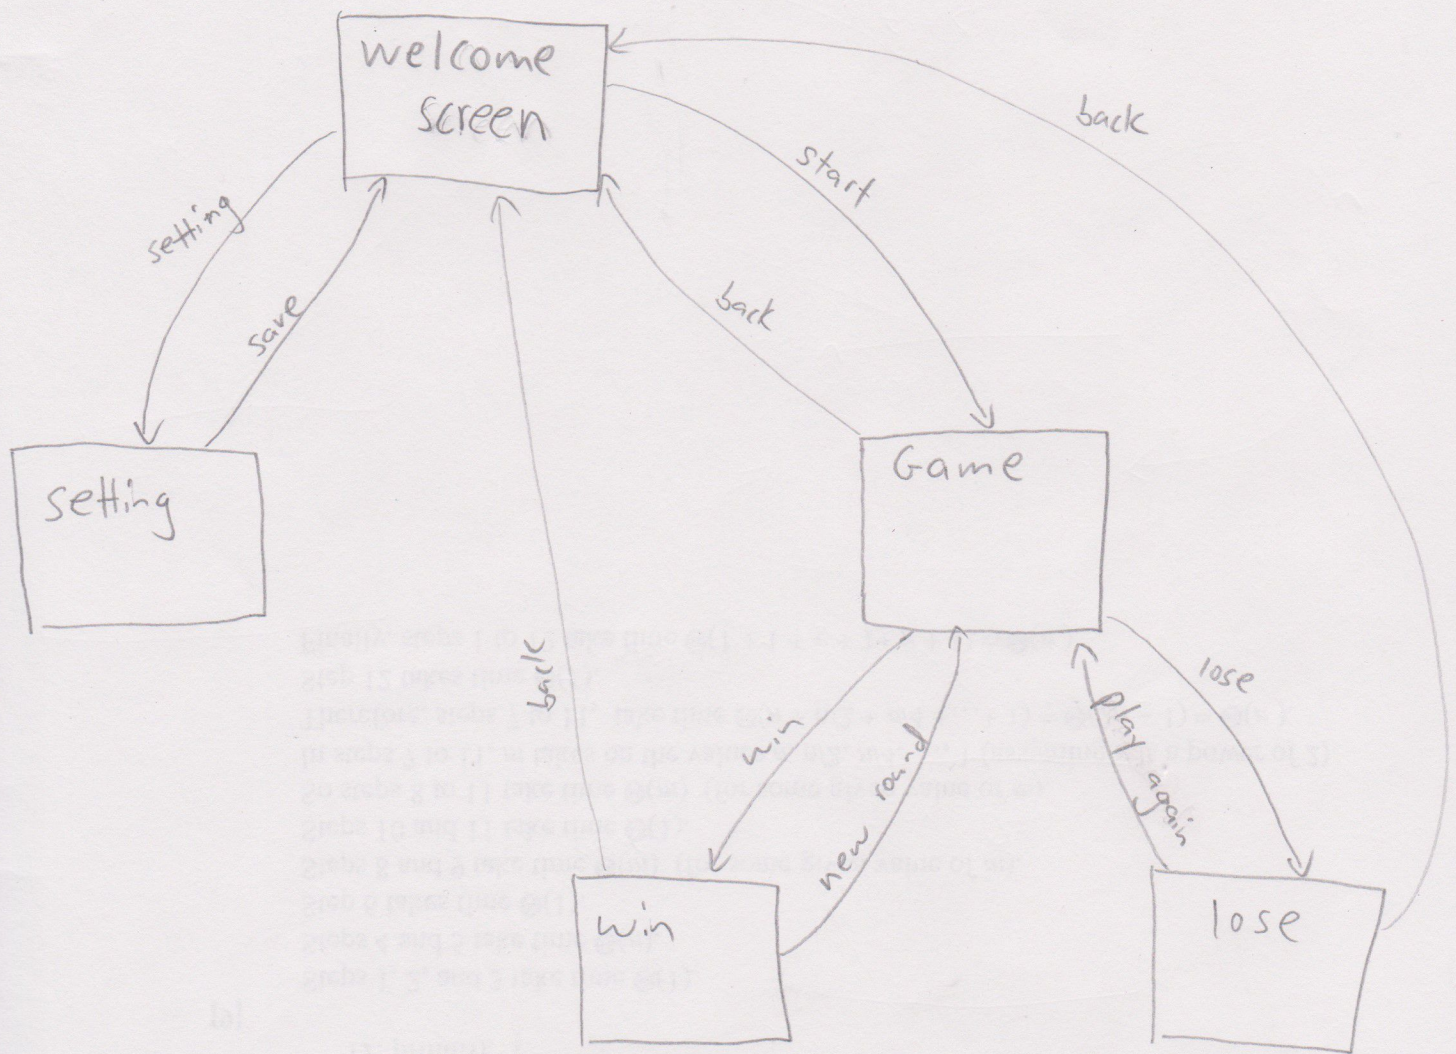 welcome
screen
back
start
setting
save
back
Game
setting
back
win
new round
play
again
lose
win
lose